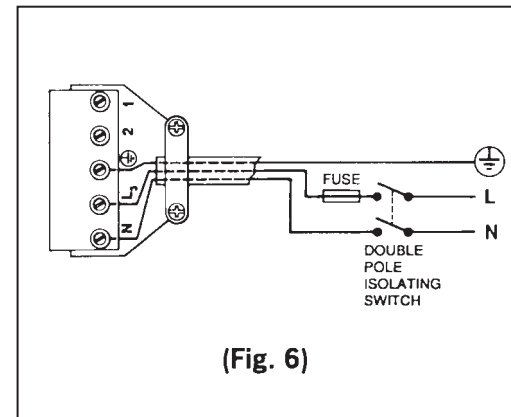 1
2
L
N
FUSE
L
N
DOUBLE
POLE
ISOLATING
SWITCH
(Fig. 6)